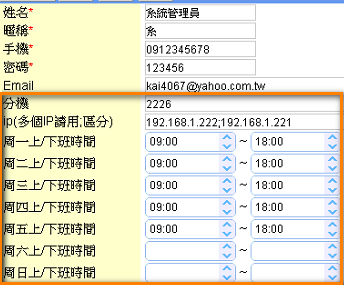 姓名* 系統管理員
暱稱* 系
手機* 0912345678
密碼* 123456
Email kai4067@yahoo.com.tw
分機 2226
ip(多個IP請用;區分) 192.168.1.222;192.168.1.221
周一上/下班時間 09:00 ~ 18:00
周二上/下班時間 09:00 ~ 18:00
周三上/下班時間 09:00 ~ 18:00
周四上/下班時間 09:00 ~ 18:00
周五上/下班時間 09:00 ~ 18:00
周六上/下班時間 ~
周日上/下班時間 ~